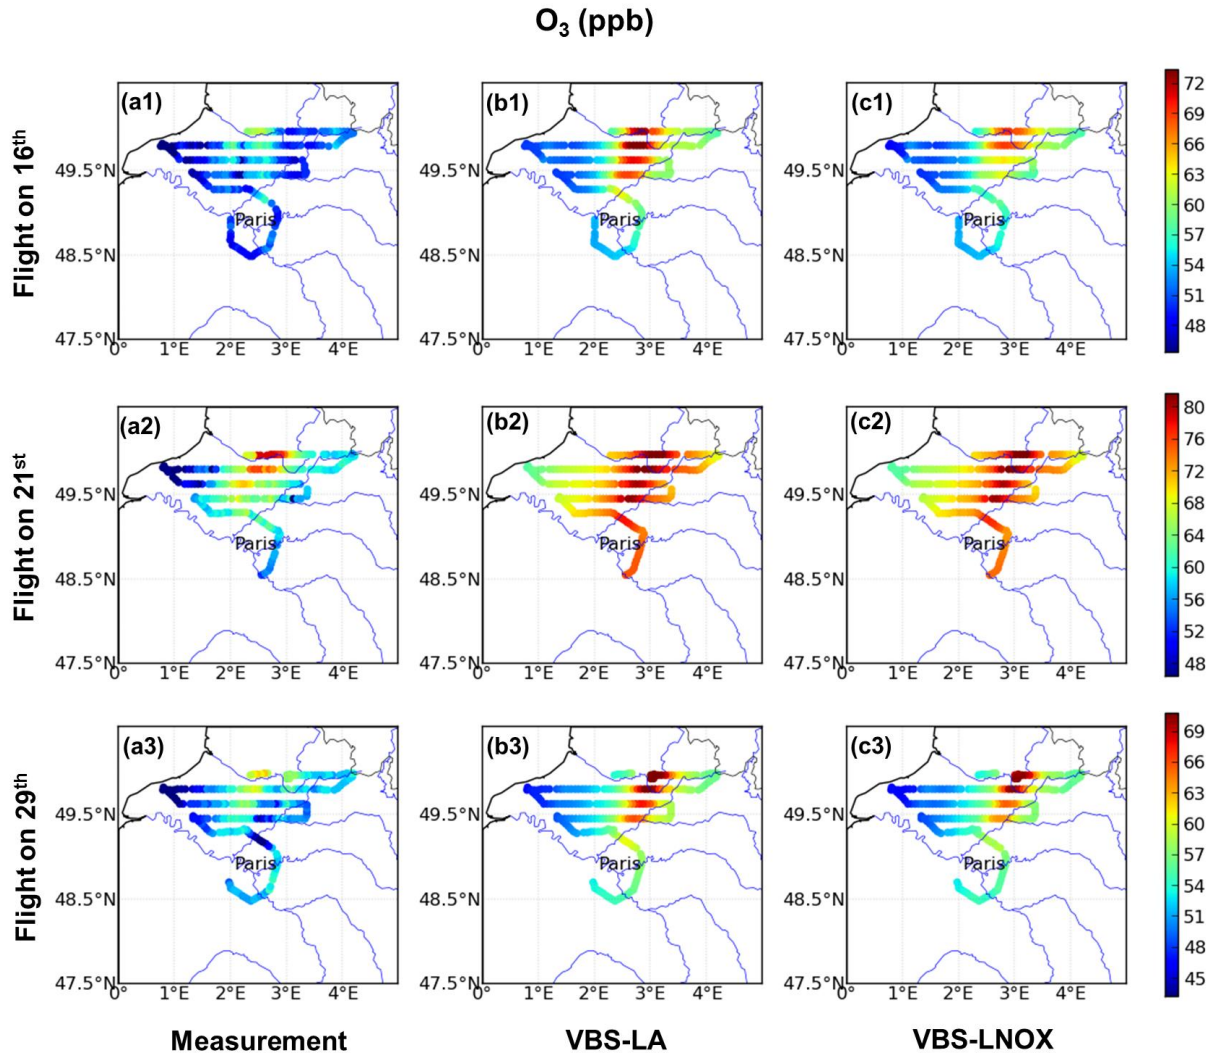 O₃ (ppb)
Flight on 16ᵗʰ
(a1) (b1) (c1)
49.5°N 49.5°N 49.5°N
Paris Paris Paris
48.5°N 48.5°N 48.5°N
47.5°N 47.5°N 47.5°N
0° 1°E 2°E 3°E 4°E 0° 1°E 2°E 3°E 4°E 0° 1°E 2°E 3°E 4°E
72
69
66
63
60
57
54
51
48
Flight on 21ˢᵗ
(a2) (b2) (c2)
49.5°N 49.5°N 49.5°N
Paris Paris Paris
48.5°N 48.5°N 48.5°N
47.5°N 47.5°N 47.5°N
0° 1°E 2°E 3°E 4°E 0° 1°E 2°E 3°E 4°E 0° 1°E 2°E 3°E 4°E
80
76
72
68
64
60
56
52
48
Flight on 29ᵗʰ
(a3) (b3) (c3)
49.5°N 49.5°N 49.5°N
Paris Paris Paris
48.5°N 48.5°N 48.5°N
47.5°N 47.5°N 47.5°N
0° 1°E 2°E 3°E 4°E 0° 1°E 2°E 3°E 4°E 0° 1°E 2°E 3°E 4°E
69
66
63
60
57
54
51
48
45
Measurement VBS-LA VBS-LNOX